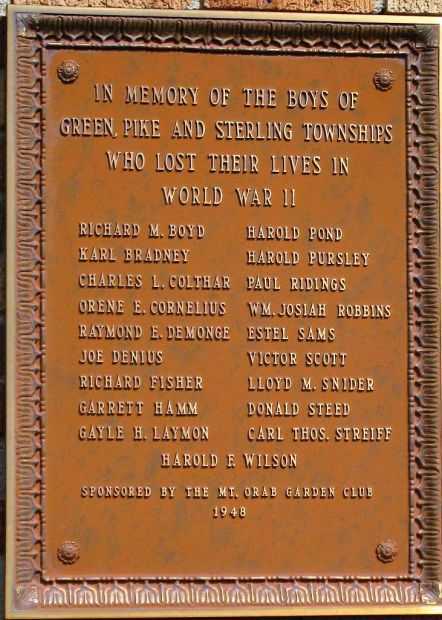 IN MEMORY OF THE BOYS OF
GREEN, PIKE AND STERLING TOWNSHIPS
WHO LOST THEIR LIVES IN
WORLD WAR II
RICHARD M. BOYD
KARL BRADNEY
CHARLES L. COLTHAR
ORENE E. CORNELIUS
RAYMOND E. DEMONGE
JOE DENIUS
RICHARD FISHER
GARRETT HAMM
GAYLE H. LAYMON
HAROLD POND
HAROLD PURSLEY
PAUL RIDINGS
WM. JOSIAH ROBBINS
ESTEL SAMS
VICTOR SCOTT
LLOYD M. SNIDER
DONALD STEED
CARL THOS. STREIFF
HAROLD F. WILSON
SPONSORED BY THE MT. ORAB GARDEN CLUB
1948